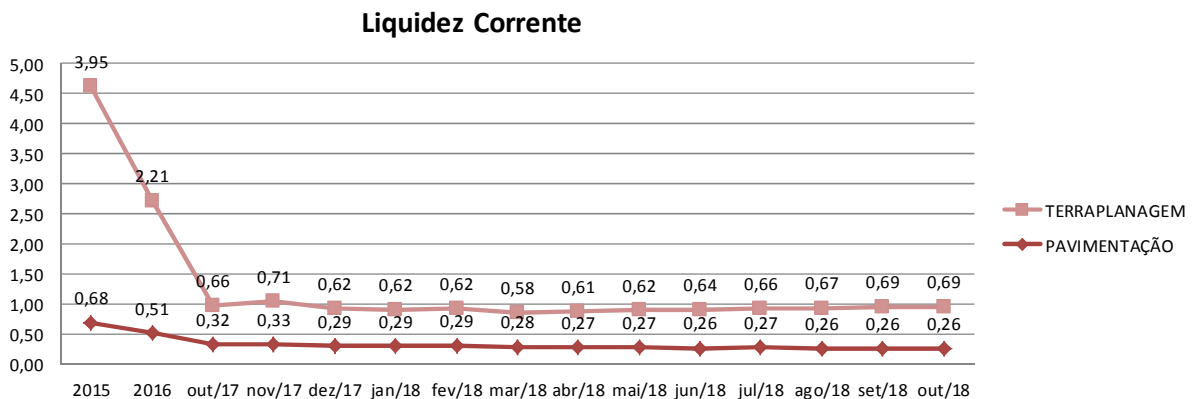 Liquidez Corrente
5,00
4,50
4,00
3,50
3,00
2,50
2,00
1,50
1,00
0,50
0,00
3,95
2,21
0,66 0,71 0,62 0,62 0,62 0,58 0,61 0,62 0,64 0,66 0,67 0,69 0,69
0,68 0,51 0,32 0,33 0,29 0,29 0,29 0,28 0,27 0,27 0,26 0,27 0,26 0,26 0,26
2015 2016 out/17 nov/17 dez/17 jan/18 fev/18 mar/18 abr/18 mai/18 jun/18 jul/18 ago/18 set/18 out/18
TERRAPLANAGEM
PAVIMENTAÇÃO